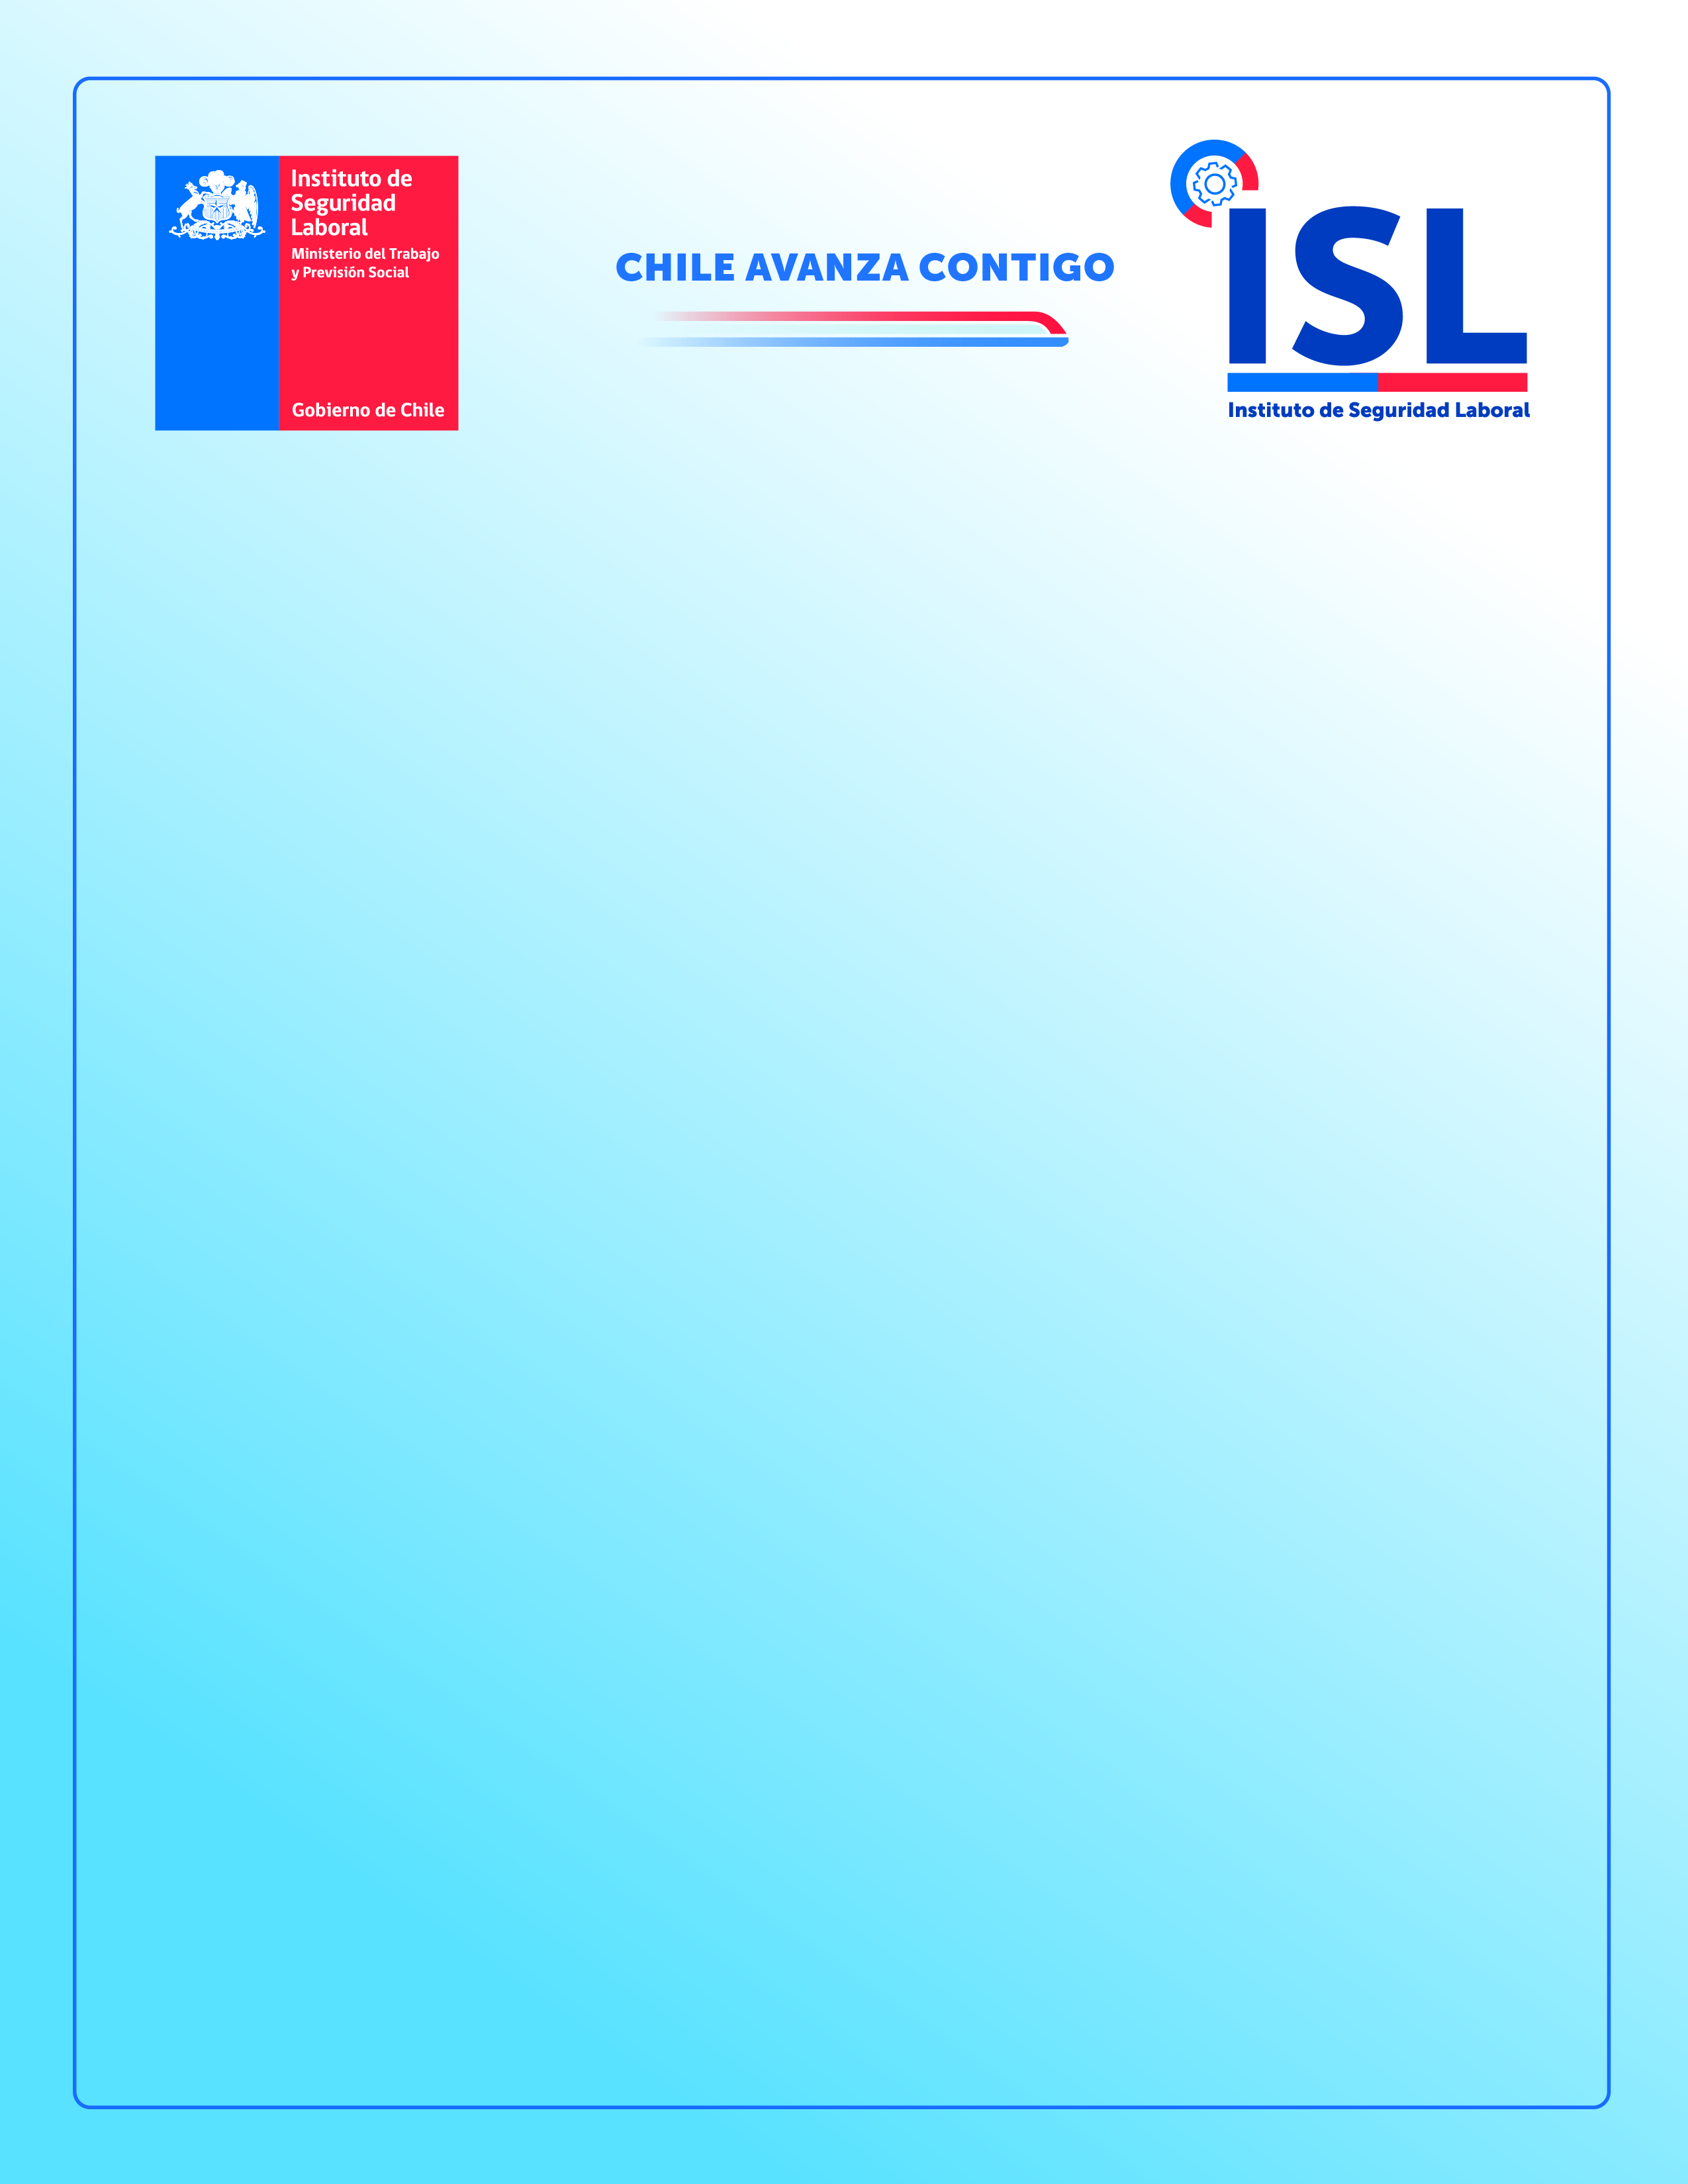 Instituto de
Seguridad
Laboral
Ministerio del Trabajo
y Previsión Social
Gobierno de Chile
CHILE AVANZA CONTIGO
ISL
Instituto de Seguridad Laboral